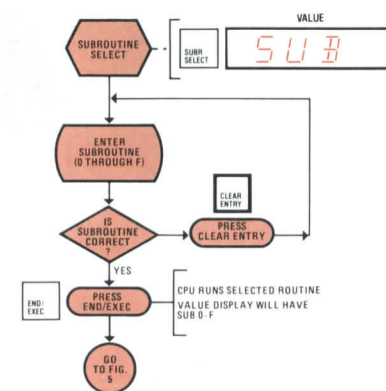 VALUE
SUBROUTINE
SELECT
SUBR
SELECT
SUB
ENTER
SUBROUTINE
(0 THROUGH F)
CLEAR
ENTRY
IS
SUBROUTINE
CORRECT
?
PRESS
CLEAR ENTRY
YES
END/
EXEC
PRESS
END/EXEC
CPU RUNS SELECTED ROUTINE
VALUE DISPLAY WILL HAVE
SUB 0-F
GO
TO FIG.
5